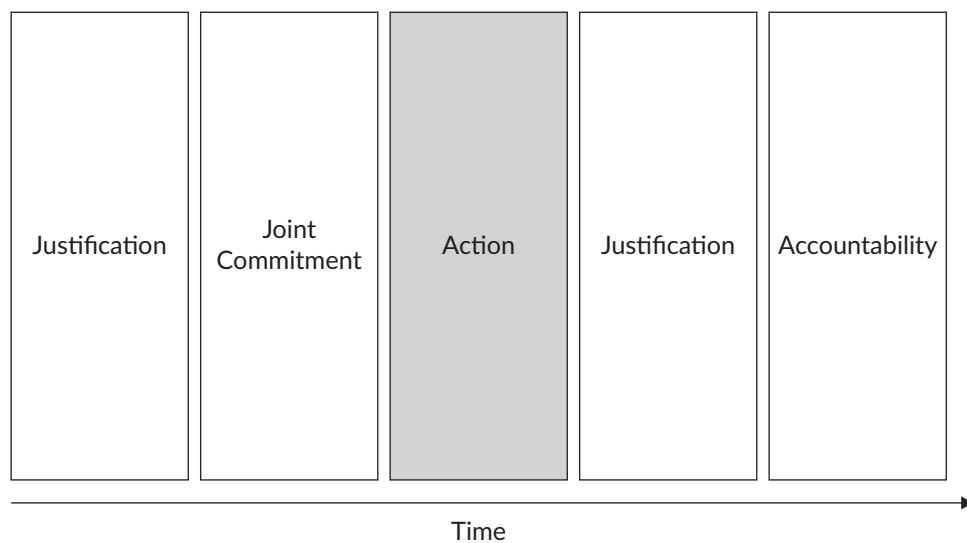 Justification
Joint
Commitment
Action
Justification
Accountability
Time